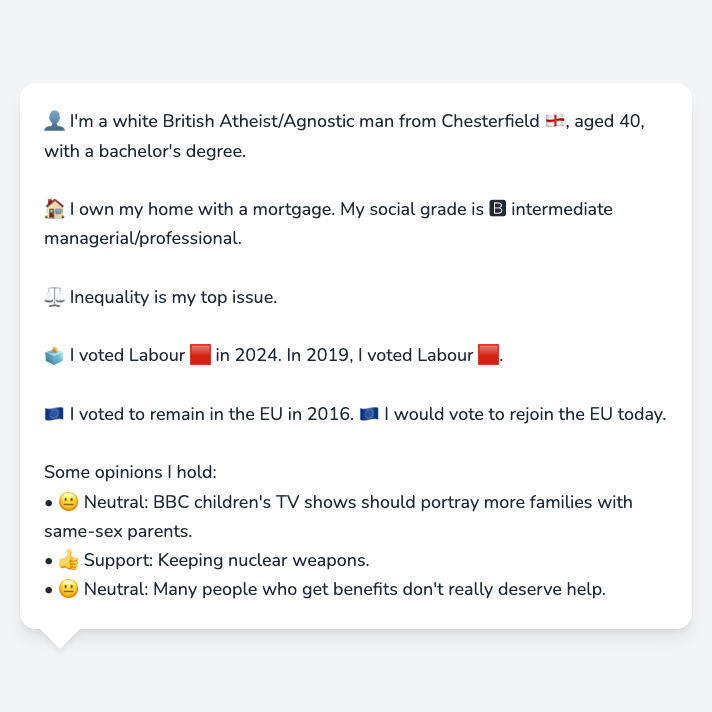 👤 I'm a white British Atheist/Agnostic man from Chesterfield 🏴󠁧󠁢󠁥󠁮󠁧󠁿, aged 40,
with a bachelor's degree.
🏠 I own my home with a mortgage. My social grade is 🅱 intermediate
managerial/professional.
⚖️ Inequality is my top issue.
🗳️ I voted Labour 🟥 in 2024. In 2019, I voted Labour 🟥.
🇪🇺 I voted to remain in the EU in 2016. 🇪🇺 I would vote to rejoin the EU today.
Some opinions I hold:
• 😐 Neutral: BBC children's TV shows should portray more families with
same-sex parents.
• 👍 Support: Keeping nuclear weapons.
• 😐 Neutral: Many people who get benefits don't really deserve help.